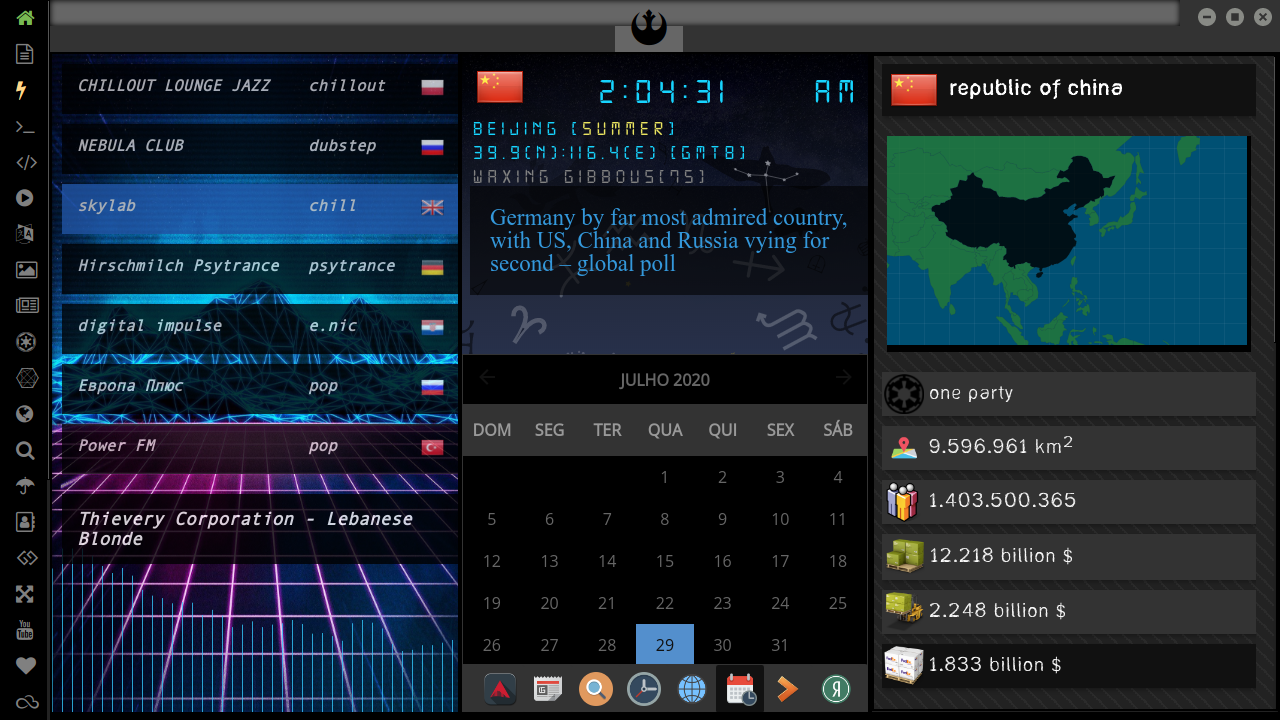 CHILLOUT LOUNGE JAZZ chillout
NEBULA CLUB dubstep
skylab chill
Hirschmilch Psytrance psytrance
digital impulse e.nic
Европа Плюс pop
Power FM pop
Thievery Corporation - Lebanese
Blonde
2:04:31 AM
BEIJING (SUMMER)
39.9(N):116.4(E) (GMT8)
WAXING GIBBOUS(75)
Germany by far most admired country,
with US, China and Russia vying for
second – global poll
JULHO 2020
DOM SEG TER QUA QUI SEX SÁB
1 2 3 4
5 6 7 8 9 10 11
12 13 14 15 16 17 18
19 20 21 22 23 24 25
26 27 28 29 30 31
republic of china
one party
9.596.961 km²
1.403.500.365
12.218 billion $
2.248 billion $
1.833 billion $
You
Tube
Я